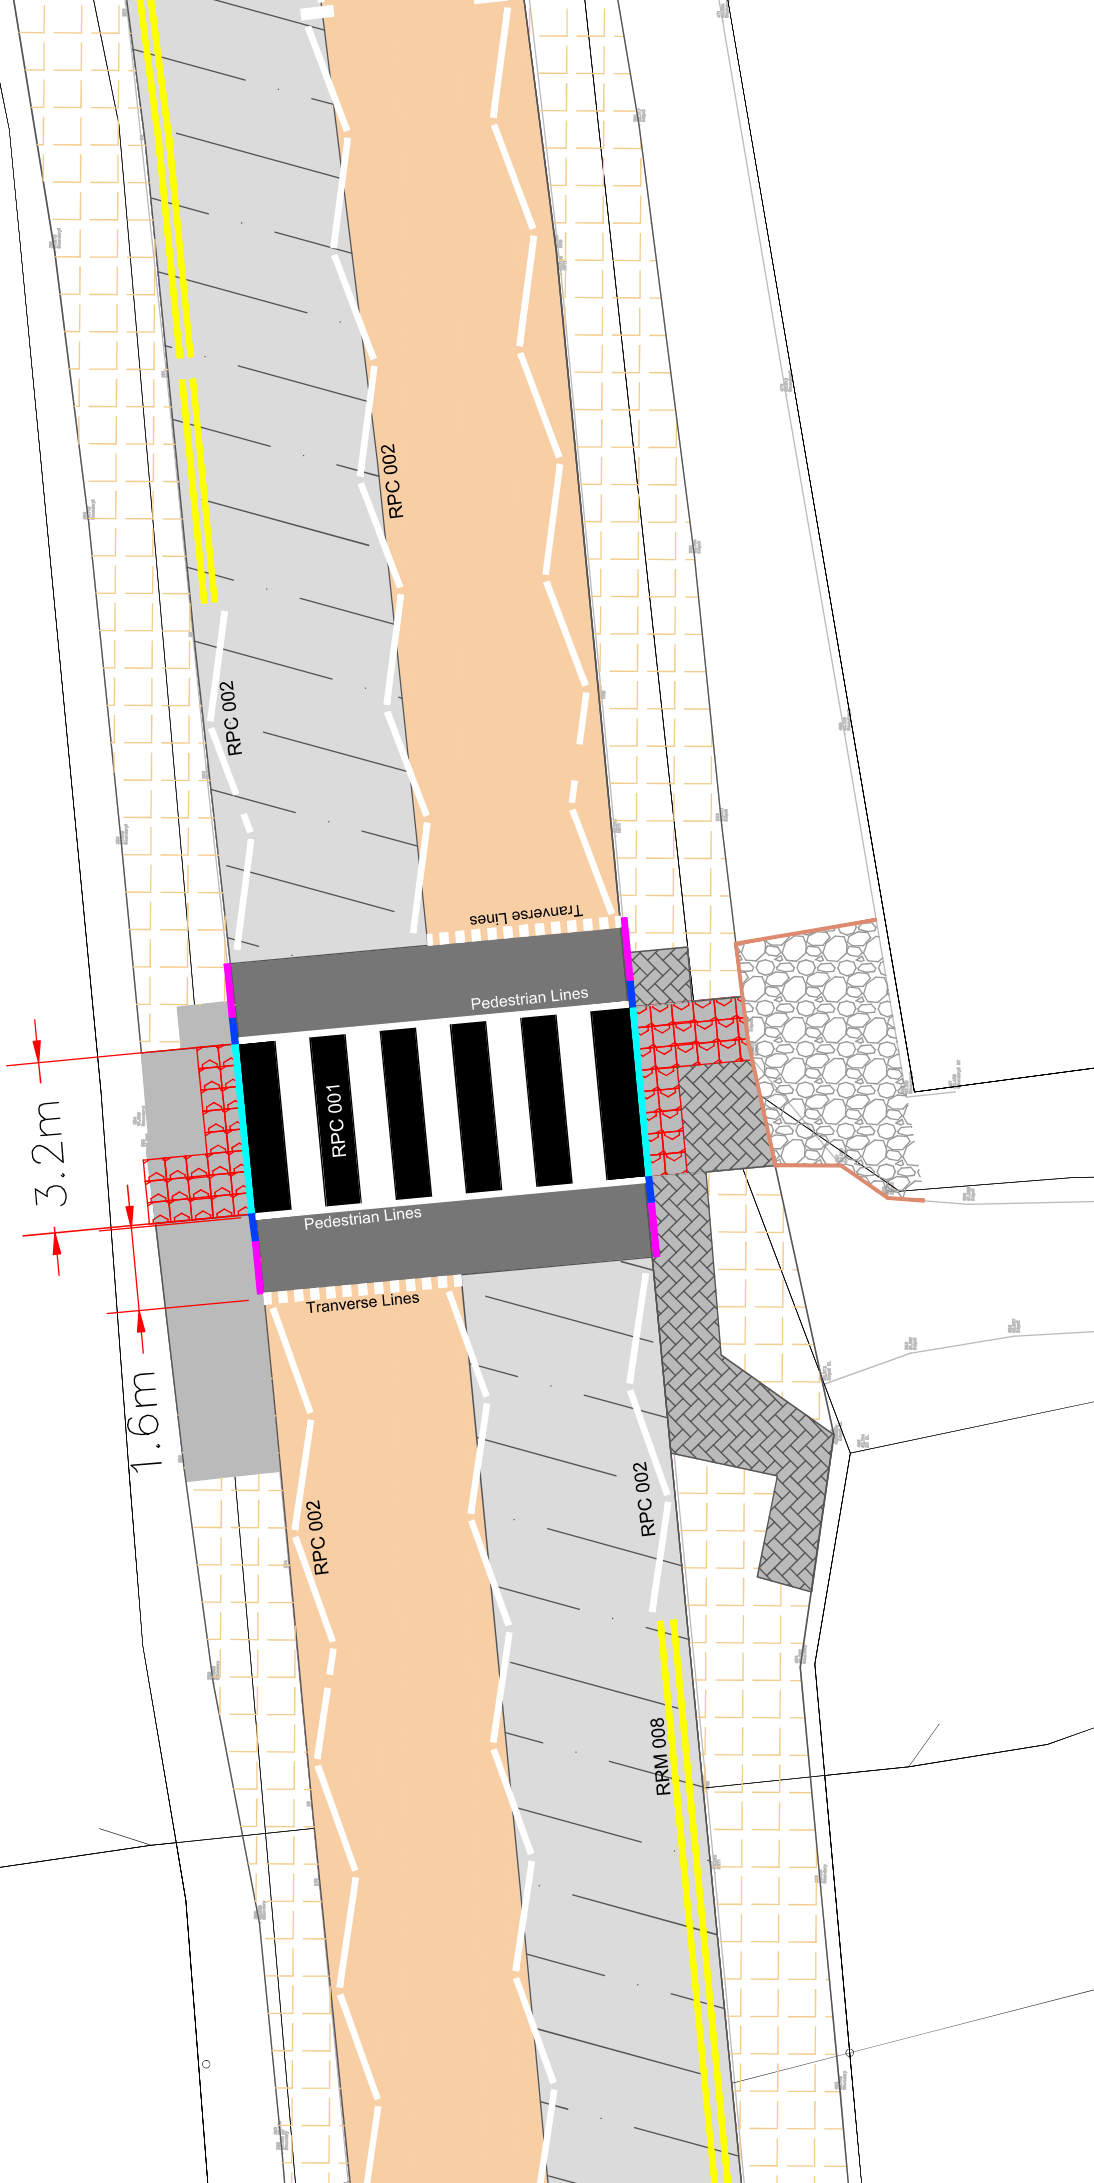 RPC 002
RPC 002
Tranverse Lines
Pedestrian Lines
RPC 001
3.2m
Pedestrian Lines
Tranverse Lines
1.6m
RPC 002
RPC 002
RRM 008